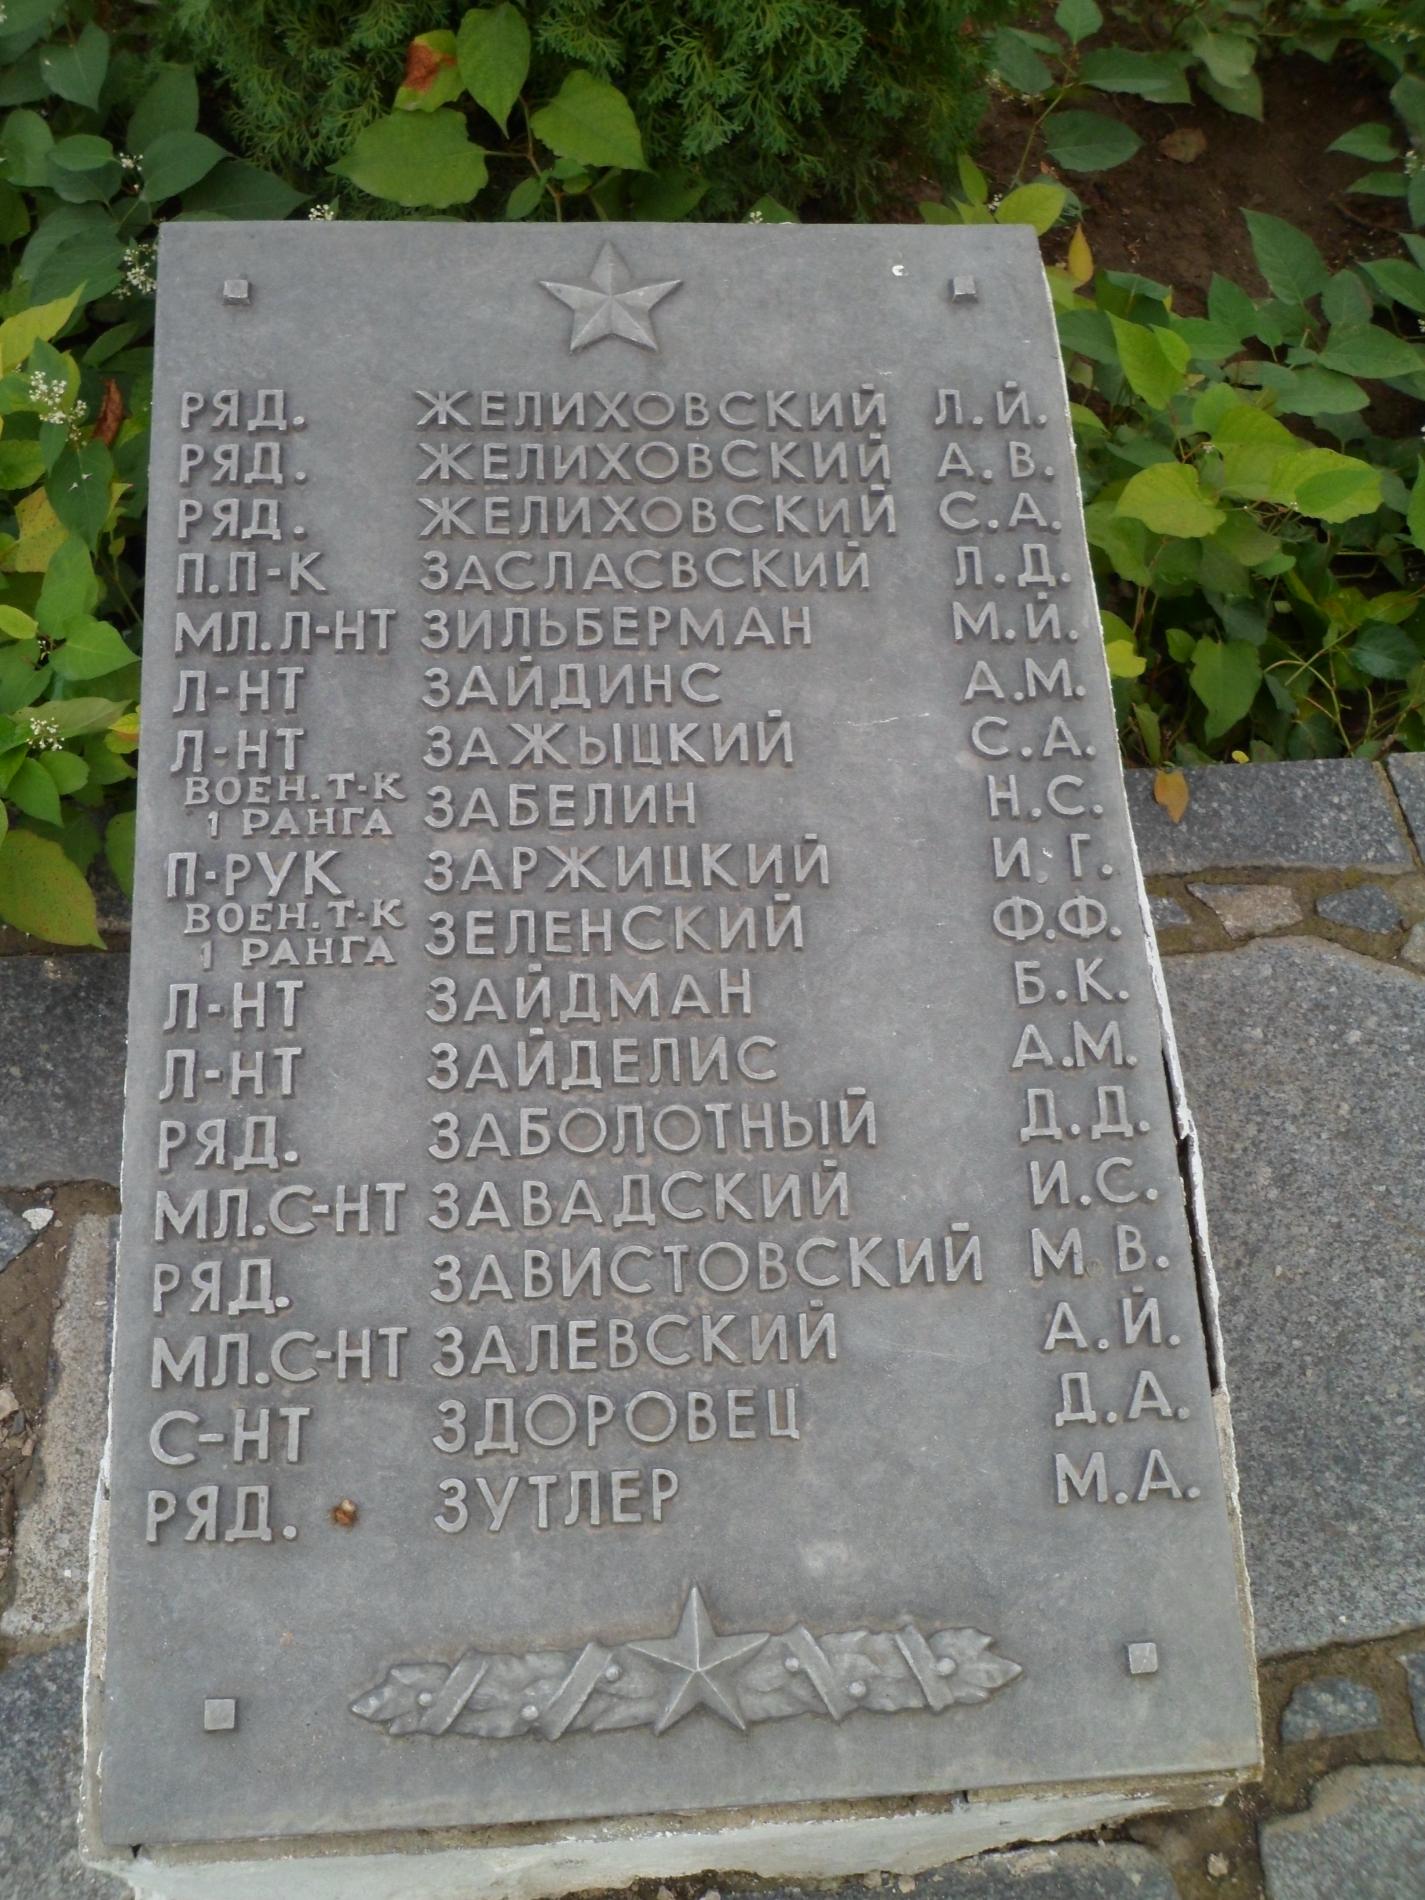 РЯД. ЖЕЛИХОВСКИЙ Л.Й.
РЯД. ЖЕЛИХОВСКИЙ А.В.
РЯД. ЖЕЛИХОВСКИЙ С.А.
П.П-К ЗАСЛАСВСКИЙ Л.Д.
МЛ.Л-НТ ЗИЛЬБЕРМАН М.Й.
Л-НТ ЗАЙДИНС А.М.
Л-НТ ЗАЖЫЦКИЙ С.А.
ВОЕН.Т-К
1 РАНГА ЗАБЕЛИН Н.С.
П-РУК ЗАРЖИЦКИЙ И.Г.
ВОЕН.Т-К
1 РАНГА ЗЕЛЕНСКИЙ Ф.Ф.
Л-НТ ЗАЙДМАН Б.К.
Л-НТ ЗАЙДЕЛИС А.М.
РЯД. ЗАБОЛОТНЫЙ Д.Д.
МЛ.С-НТ ЗАВАДСКИЙ И.С.
РЯД. ЗАВИСТОВСКИЙ М.В.
МЛ.С-НТ ЗАЛЕВСКИЙ А.Й.
С-НТ ЗДОРОВЕЦ Д.А.
РЯД. ЗУТЛЕР М.А.